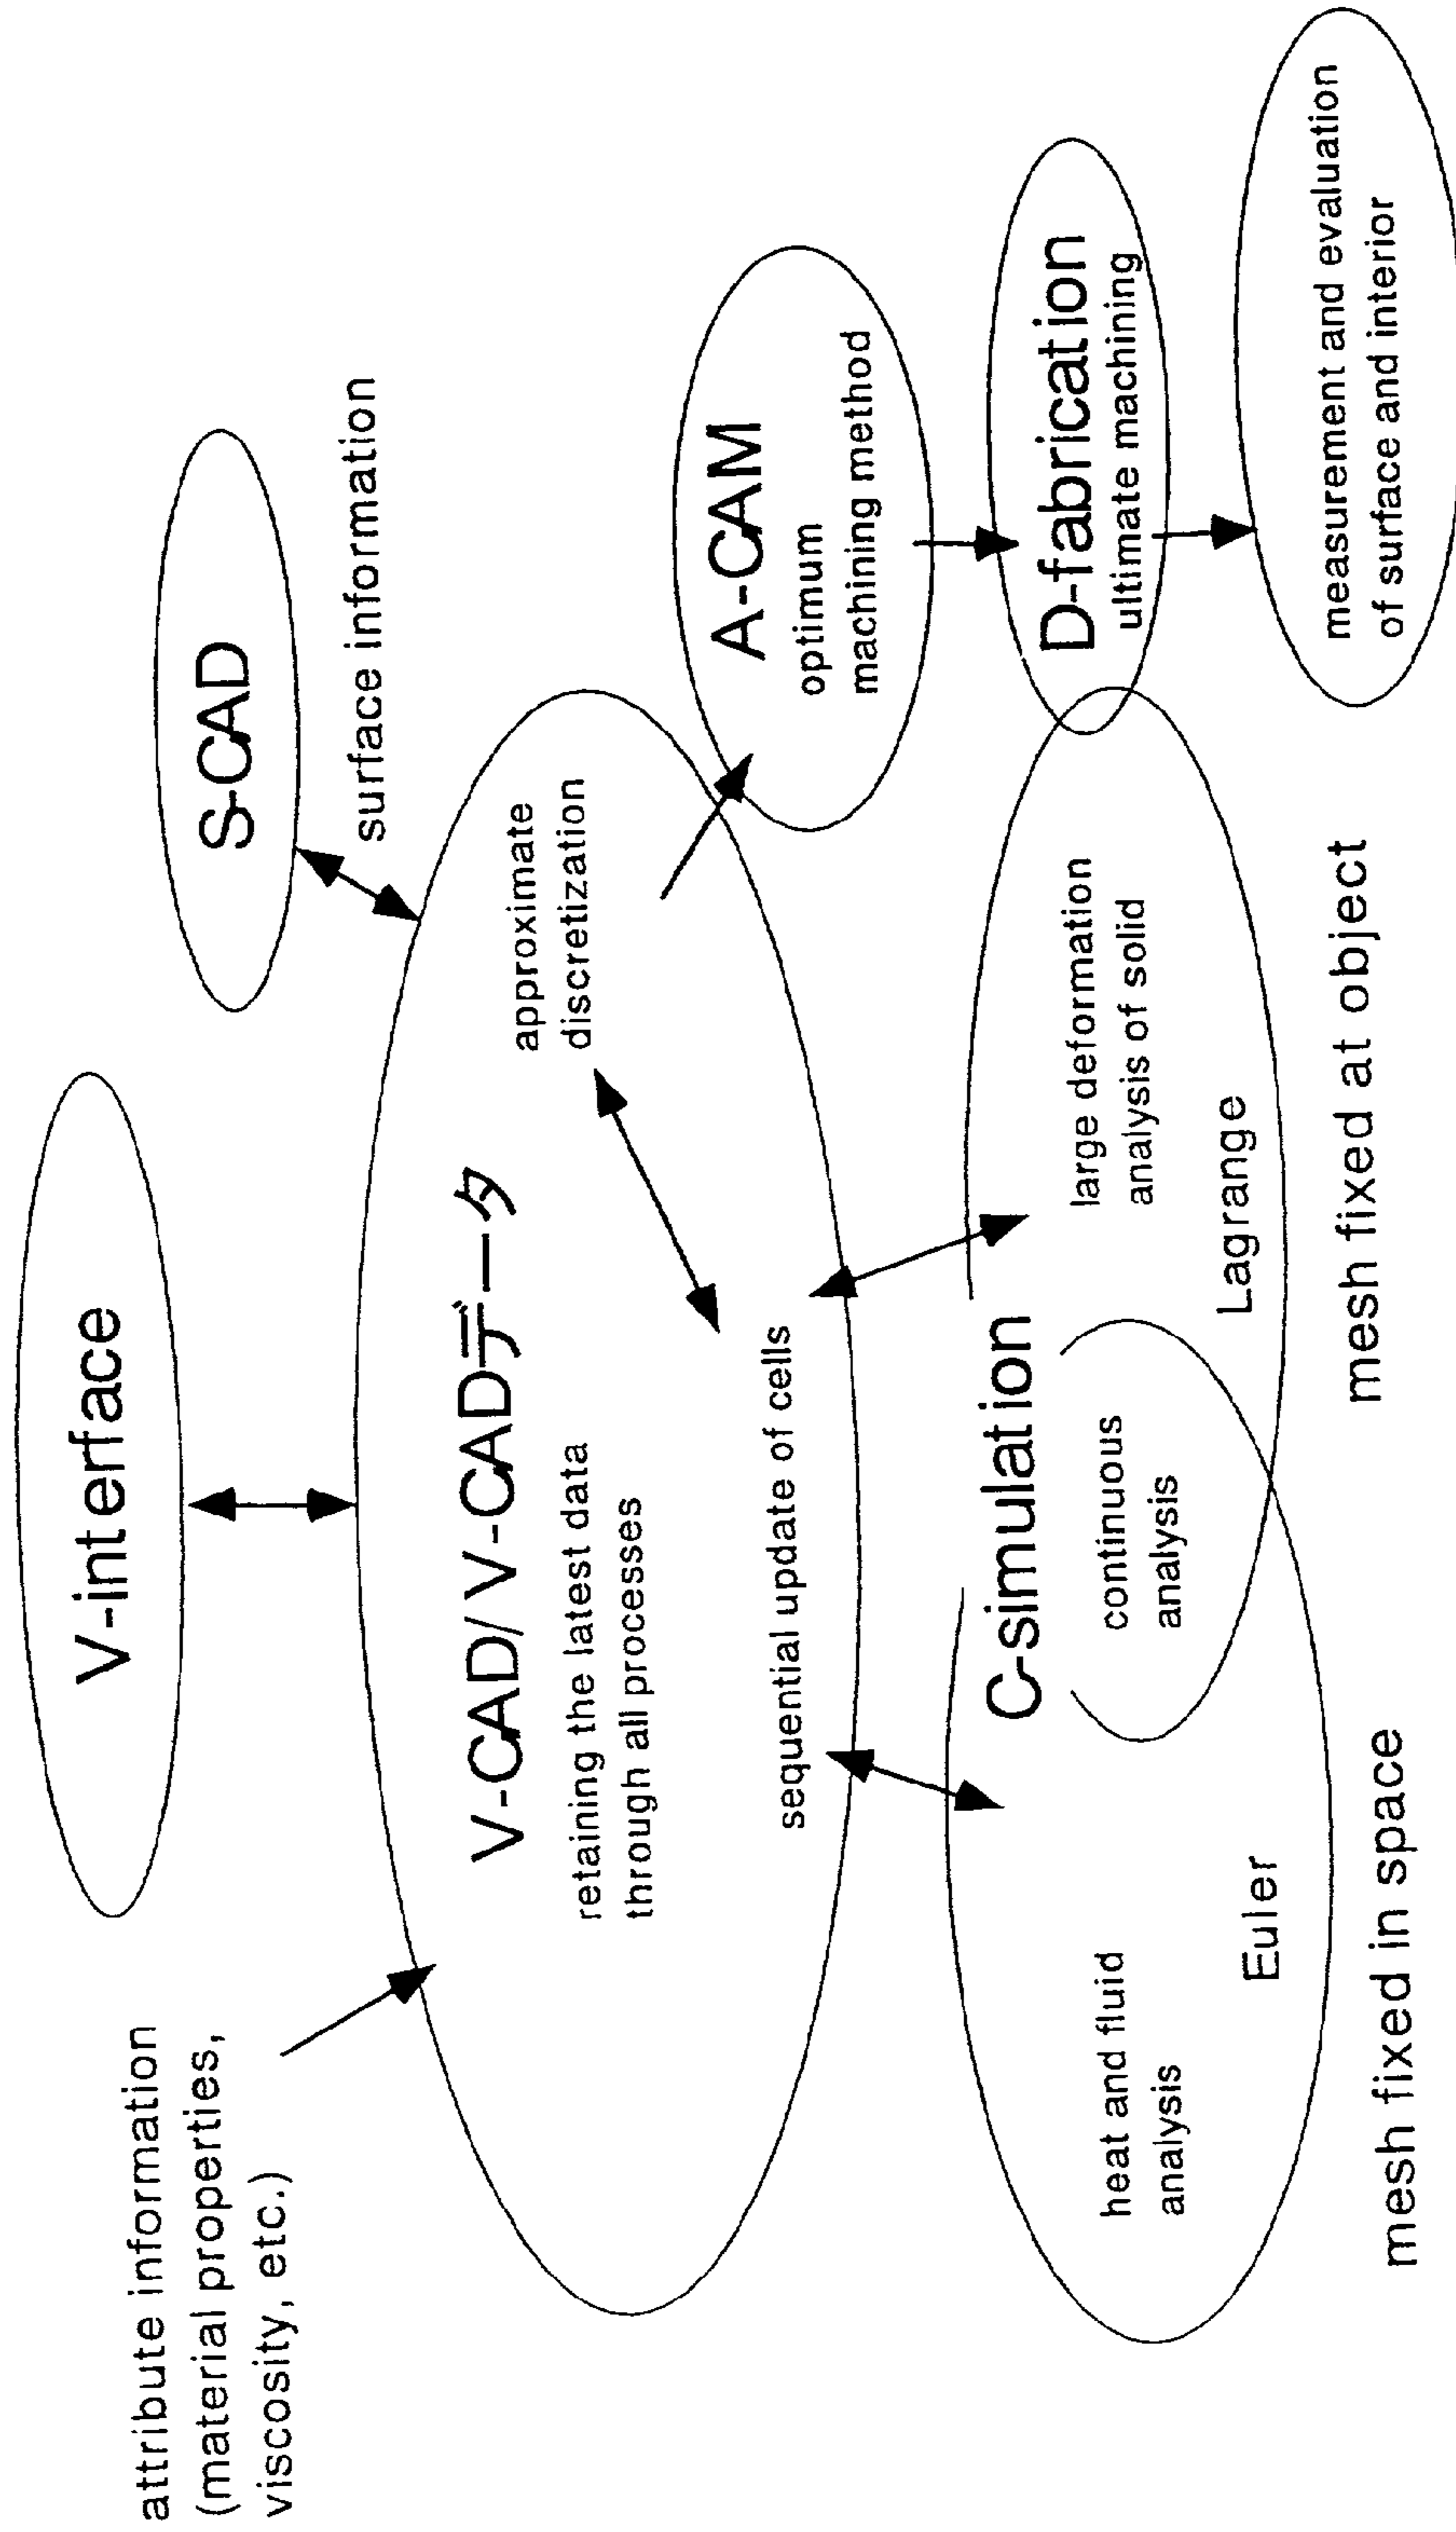 attribute information
(material properties,
viscosity, etc.)
V-interface
S-CAD
surface information
V-CAD/V-CADデータ
retaining the latest data
through all processes
approximate
discretization
sequential update of cells
A-CAM
optimum
machining method
C-simulation
heat and fluid
analysis
Euler
continuous
analysis
large deformation
analysis of solid
Lagrange
D-fabrication
ultimate machining
measurement and evaluation
of surface and interior
mesh fixed in space
mesh fixed at object